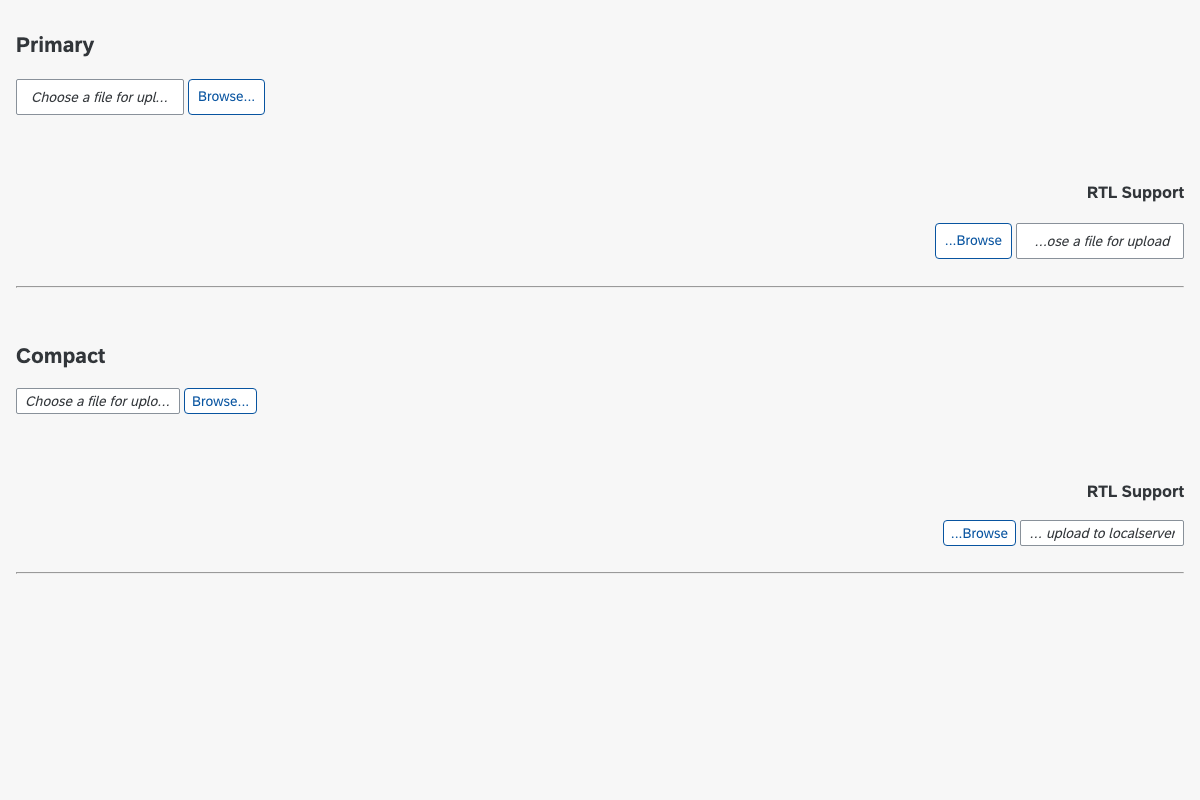 Primary
Choose a file for upl... Browse...
RTL Support
...Browse ...ose a file for upload
Compact
Choose a file for uplo... Browse...
RTL Support
...Browse ... upload to localserver